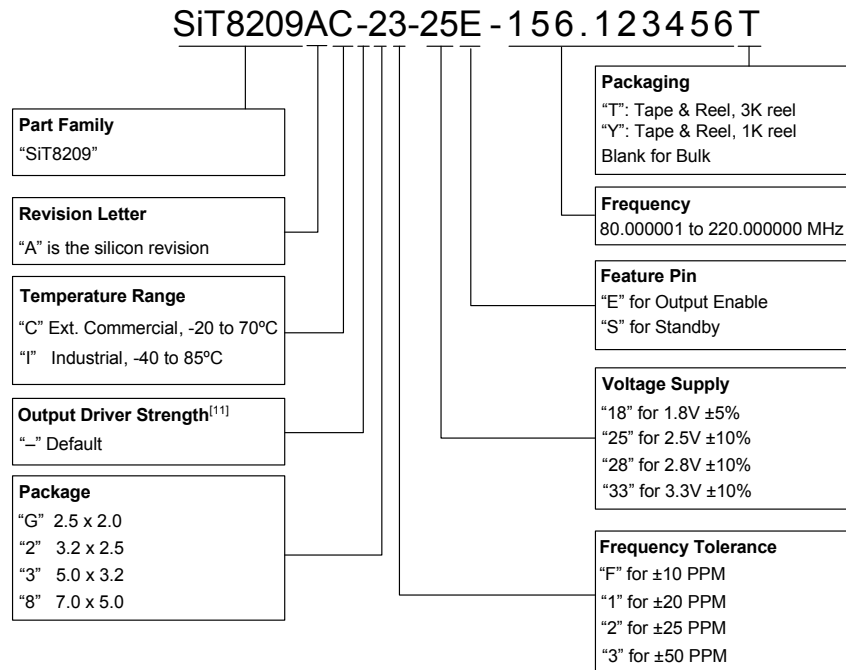 SiT8209AC-23-25E-156.123456T
Part Family
“SiT8209”
Revision Letter
“A” is the silicon revision
Temperature Range
“C” Ext. Commercial, -20 to 70ºC
“I” Industrial, -40 to 85ºC
Output Driver Strength[11]
“–” Default
Package
“G” 2.5 x 2.0
“2” 3.2 x 2.5
“3” 5.0 x 3.2
“8” 7.0 x 5.0
Packaging
“T”: Tape & Reel, 3K reel
“Y”: Tape & Reel, 1K reel
Blank for Bulk
Frequency
80.000001 to 220.000000 MHz
Feature Pin
“E” for Output Enable
“S” for Standby
Voltage Supply
“18” for 1.8V ±5%
“25” for 2.5V ±10%
“28” for 2.8V ±10%
“33” for 3.3V ±10%
Frequency Tolerance
“F” for ±10 PPM
“1” for ±20 PPM
“2” for ±25 PPM
“3” for ±50 PPM